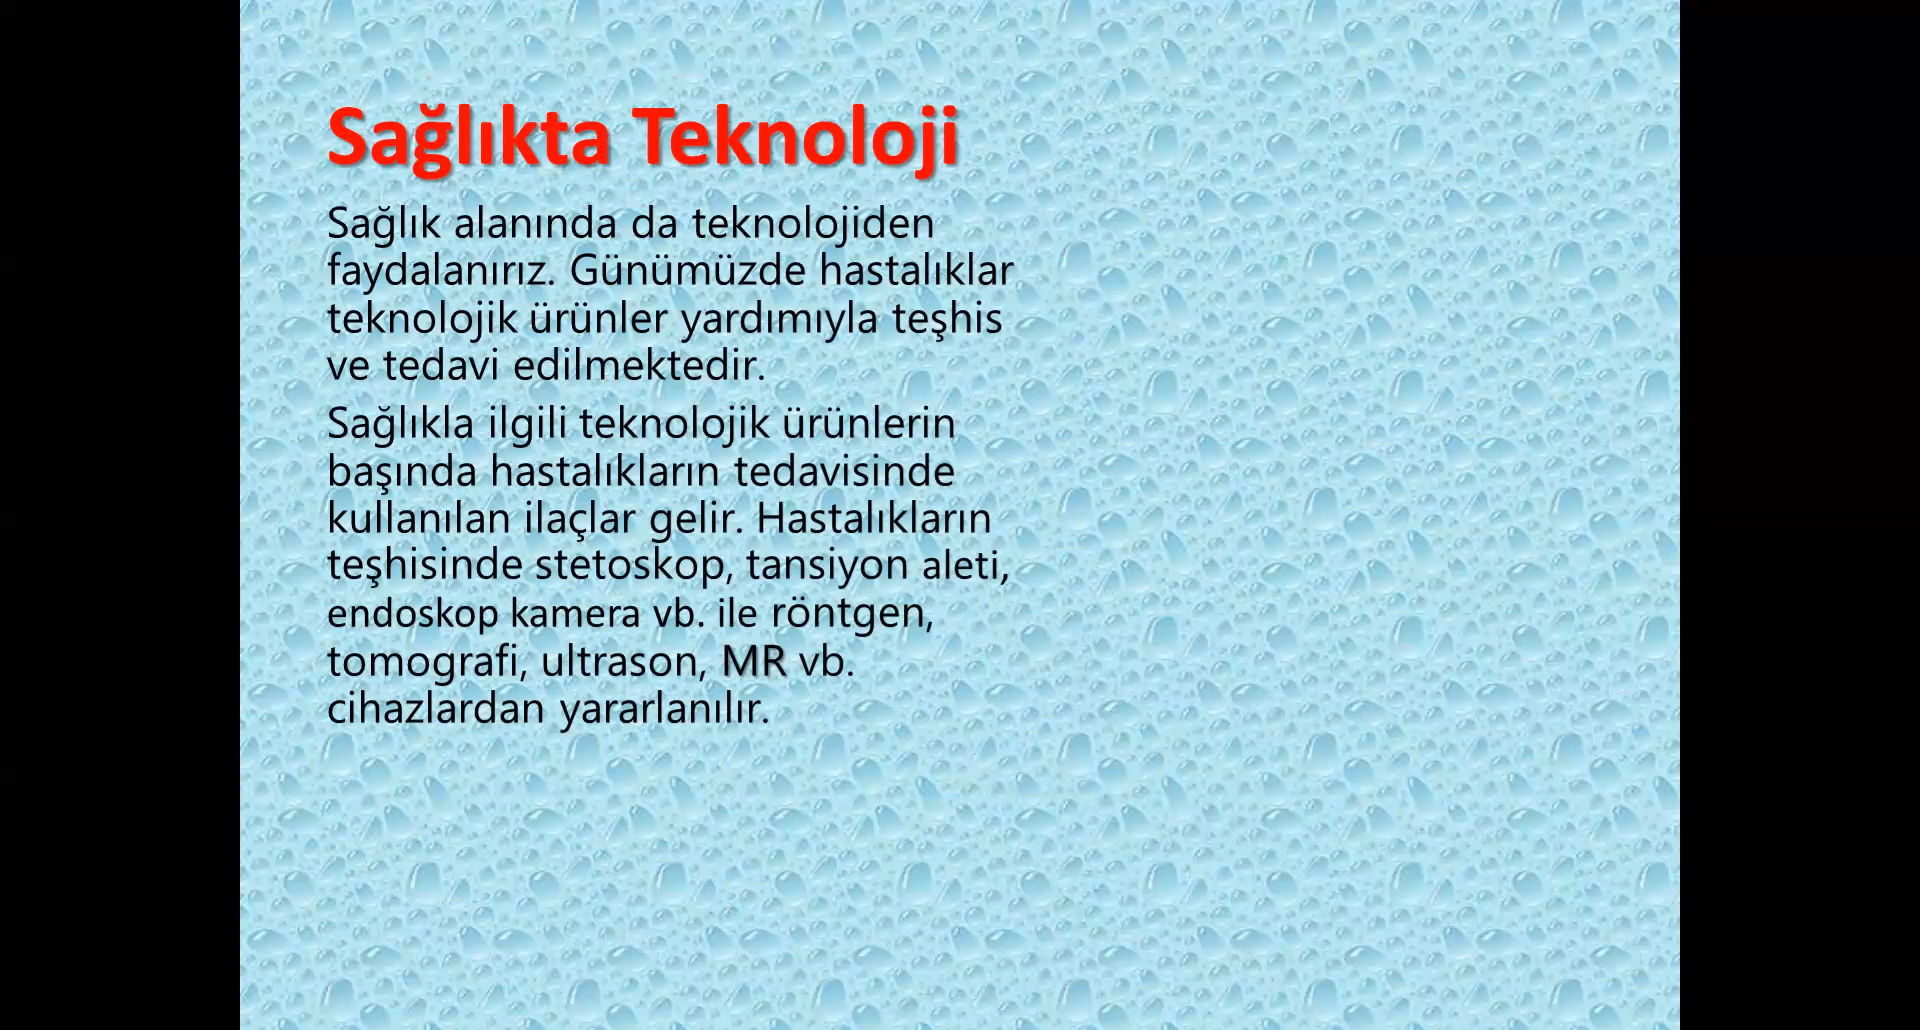 Sağlıkta Teknoloji
Sağlık alanında da teknolojiden
faydalanırız. Günümüzde hastalıklar
teknolojik ürünler yardımıyla teşhis
ve tedavi edilmektedir.
Sağlıkla ilgili teknolojik ürünlerin
başında hastalıkların tedavisinde
kullanılan ilaçlar gelir. Hastalıkların
teşhisinde stetoskop, tansiyon aleti,
endoskop kamera vb. ile röntgen,
tomografi, ultrason, MR vb.
cihazlardan yararlanılır.